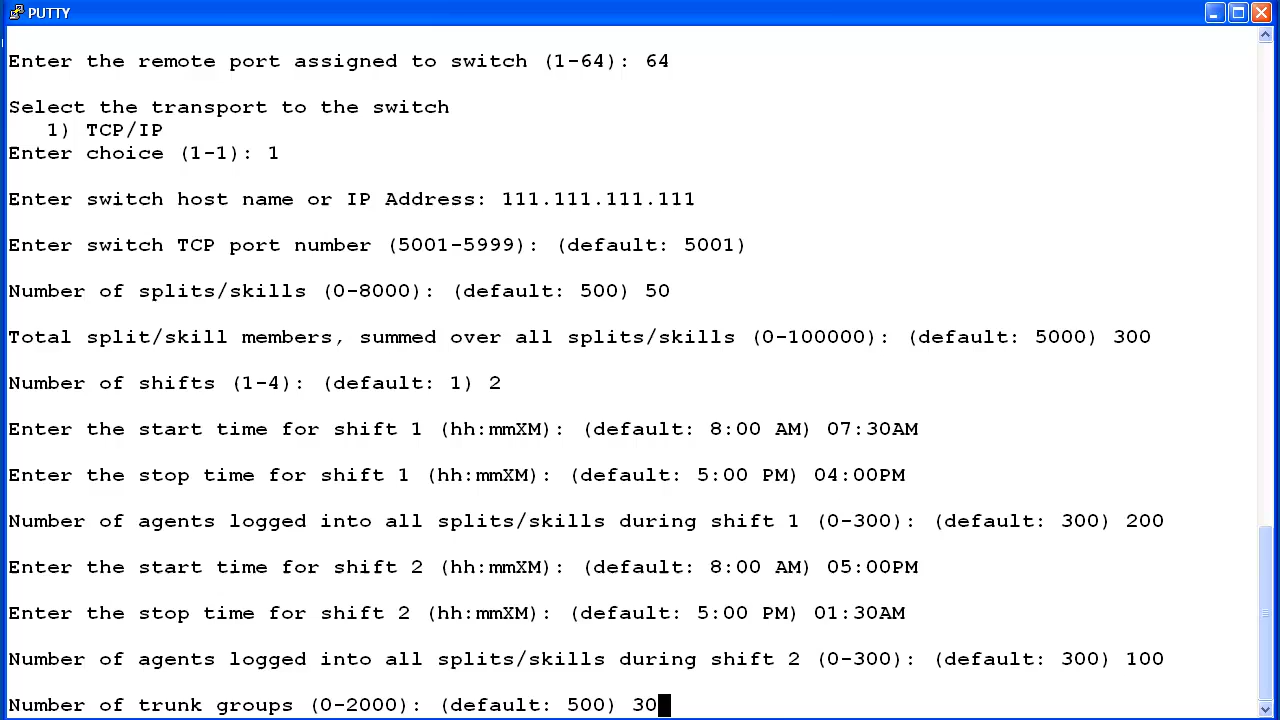 PUTTY
Enter the remote port assigned to switch (1-64): 64
Select the transport to the switch
1) TCP/IP
Enter choice (1-1): 1
Enter switch host name or IP Address: 111.111.111.111
Enter switch TCP port number (5001-5999): (default: 5001)
Number of splits/skills (0-8000): (default: 500) 50
Total split/skill members, summed over all splits/skills (0-100000): (default: 5000) 300
Number of shifts (1-4): (default: 1) 2
Enter the start time for shift 1 (hh:mmXM): (default: 8:00 AM) 07:30AM
Enter the stop time for shift 1 (hh:mmXM): (default: 5:00 PM) 04:00PM
Number of agents logged into all splits/skills during shift 1 (0-300): (default: 300) 200
Enter the start time for shift 2 (hh:mmXM): (default: 8:00 AM) 05:00PM
Enter the stop time for shift 2 (hh:mmXM): (default: 5:00 PM) 01:30AM
Number of agents logged into all splits/skills during shift 2 (0-300): (default: 300) 100
Number of trunk groups (0-2000): (default: 500) 30